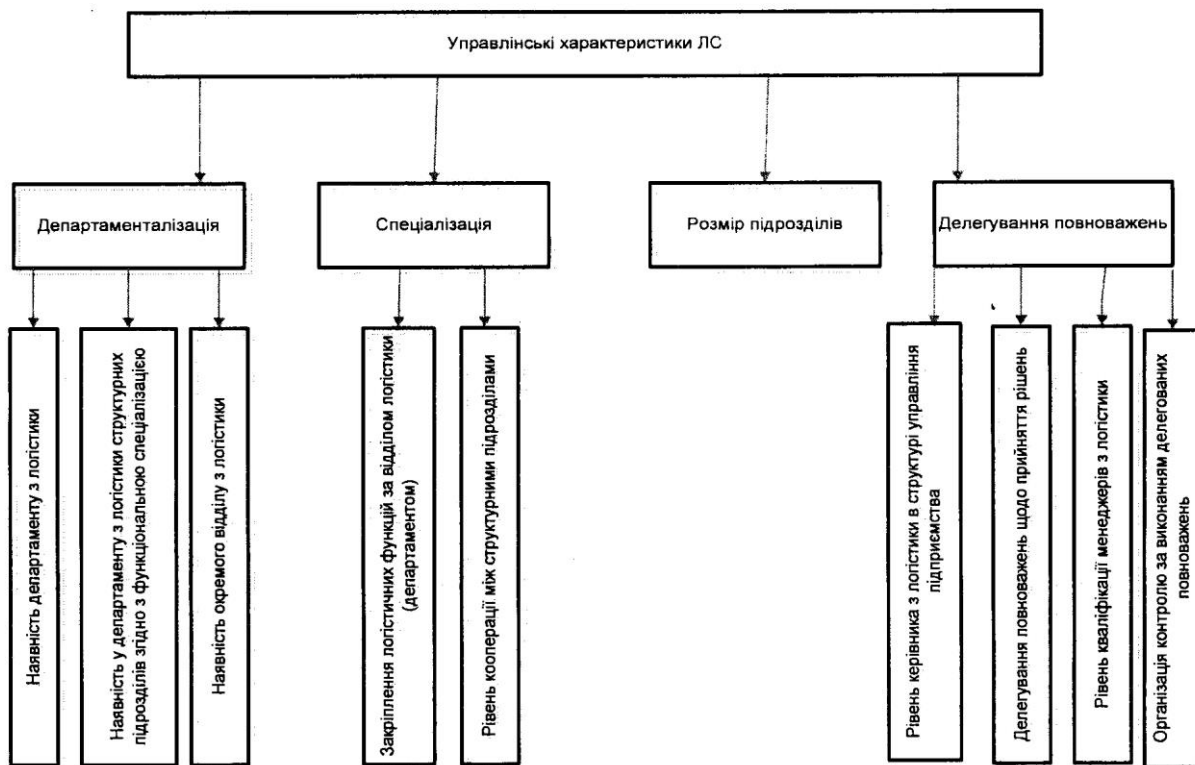 Управлінські характеристики ЛС
Департаменталізація
Спеціалізація
Розмір підрозділів
Делегування повноважень
Наявність департаменту з логістики
Наявність у департаменту з логістики структурних
підрозділів згідно з функціональною спеціалізацією
Наявність окремого відділу з логістики
Закріплення логістичних функцій за відділом логістики
(департаментом)
Рівень кооперації між структурними підрозділами
Рівень керівника з логістики в структурі управління
підприємства
Делегування повноважень щодо прийняття рішень
Рівень кваліфікації менеджерів з логістики
Організація контролю за виконанням делегованих
повноважень